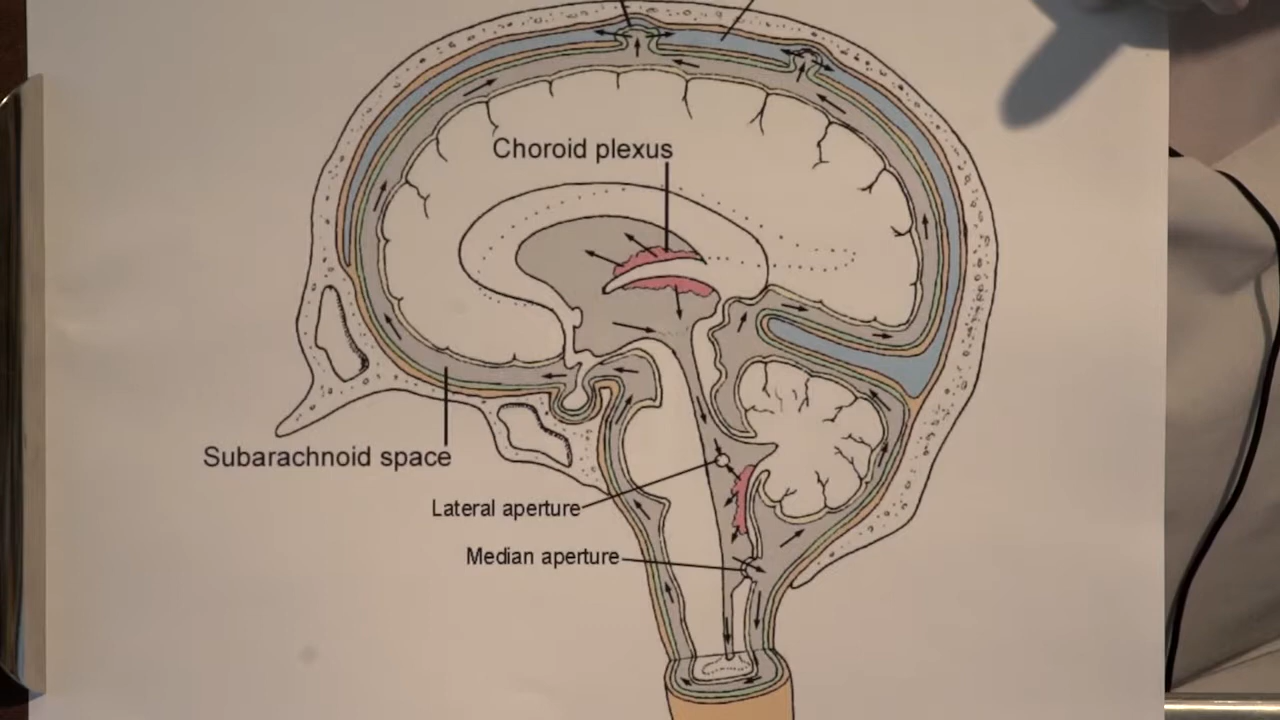 Choroid plexus
Subarachnoid space
Lateral aperture
Median aperture